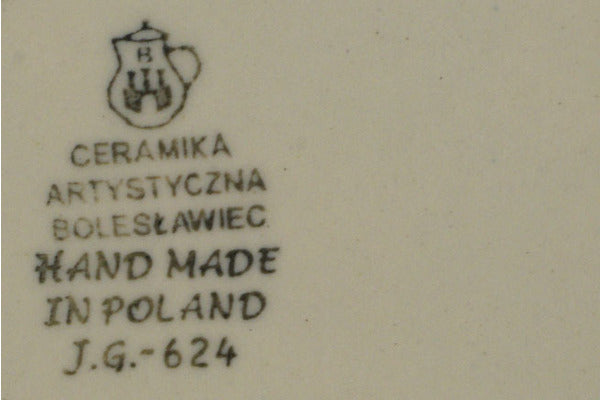 B
CERAMIKA
ARTYSTYCZNA
BOLESŁAWIEC
HAND MADE
IN POLAND
J.G.-624